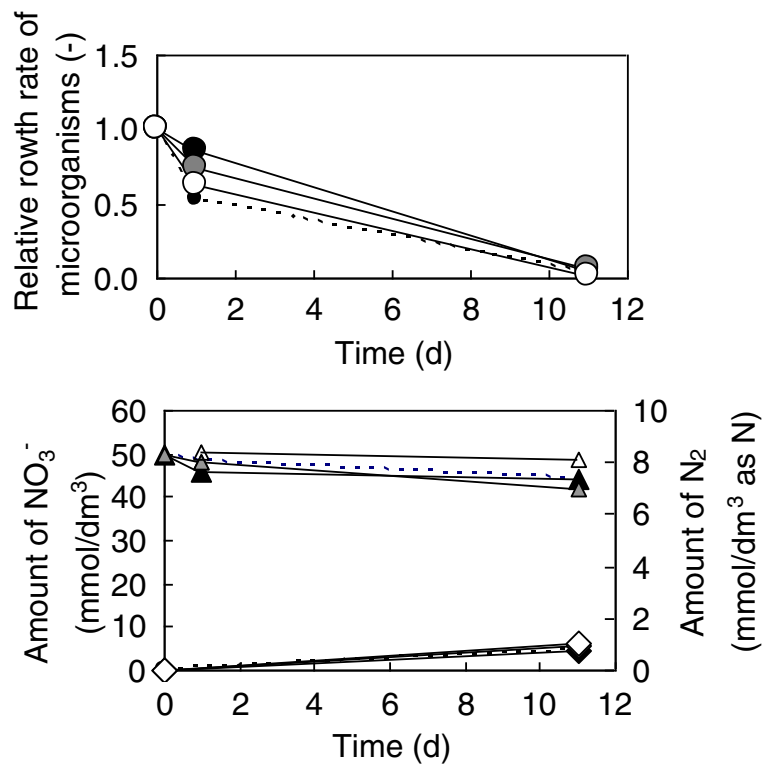 Relative rowth rate of
microorganisms (-)
1.5
1.0
0.5
0.0
0 2 4 6 8 10 12
Time (d)
Amount of NO₃⁻
(mmol/dm³)
60
50
40
30
20
10
0
10
8
6
4
2
0
Amount of N₂
(mmol/dm³ as N)
0 2 4 6 8 10 12
Time (d)